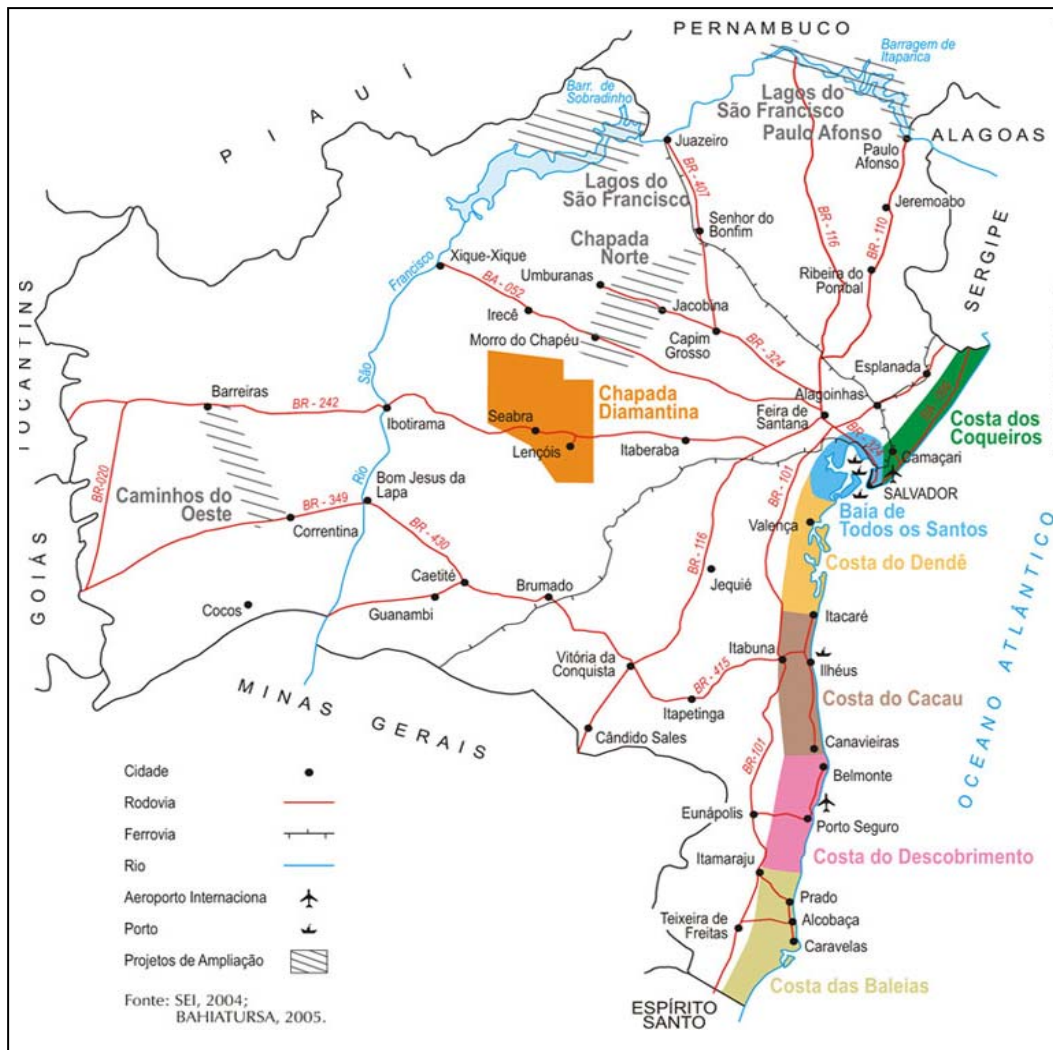 PERNAMBUCO
Barragem de
Itaparica
PIAUÍ
Barr. de
Sobradinho
Lagos do
São Francisco
Paulo Afonso
ALAGOAS
Paulo
Afonso
Juazeiro
Lagos do
São Francisco
BR - 407
Jeremoabo
Senhor do
Bonfim
BR - 116
BR - 110
SERGIPE
Chapada
Norte
Francisco
Xique-Xique
Umburanas
Ribeira do
Pombal
BA - 052
Jacobina
Irecê
Morro do Chapéu
Capim
Grosso
BR - 324
Esplanada
TOCANTINS
São
Barreiras
BR - 242
Ibotirama
Chapada
Diamantina
Alagoinhas
Seabra
Lençóis
Itaberaba
Feira de
Santana
BR - 324
Costa dos
Coqueiros
Camaçari
SALVADOR
Rio
BR-020
Caminhos do
Oeste
BR - 349
Bom Jesus da
Lapa
BR - 101
Baía de
Todos os Santos
Correntina
BR - 430
Valença
Costa do Dendê
GOIÁS
BR - 116
Caetité
Brumado
Jequié
Cocos
Guanambi
Itacaré
OCEANO ATLÂNTICO
Itabuna
Vitória da
Conquista
BR - 415
Ilhéus
MINAS GERAIS
Itapetinga
Costa do Cacau
Cândido Sales
Canavieiras
BR-101
Belmonte
Cidade
Rodovia
Eunápolis
Porto Seguro
Ferrovia
Itamaraju
Costa do Descobrimento
Rio
Aeroporto Internaciona
Prado
Porto
Teixeira de
Freitas
Alcobaça
Caravelas
Projetos de Ampliação
Costa das Baleias
Fonte: SEI, 2004;
BAHIATURSA, 2005.
ESPÍRITO
SANTO